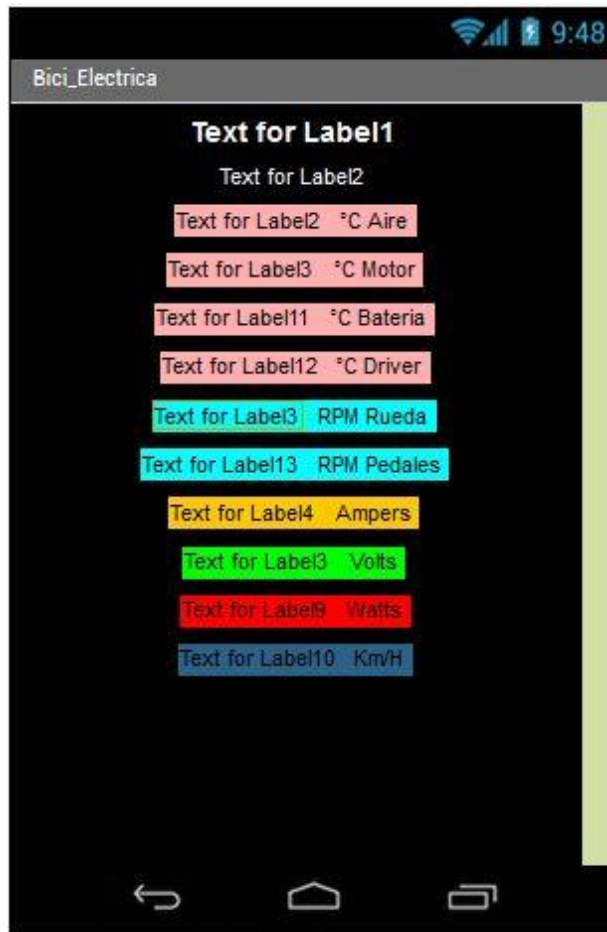 9:48
Bici_Electrica
Text for Label1
Text for Label2
Text for Label2 °C Aire
Text for Label3 °C Motor
Text for Label11 °C Bateria
Text for Label12 °C Driver
Text for Label3 RPM Rueda
Text for Label13 RPM Pedales
Text for Label4 Ampers
Text for Label3 Volts
Text for Label9 Watts
Text for Label10 Km/H